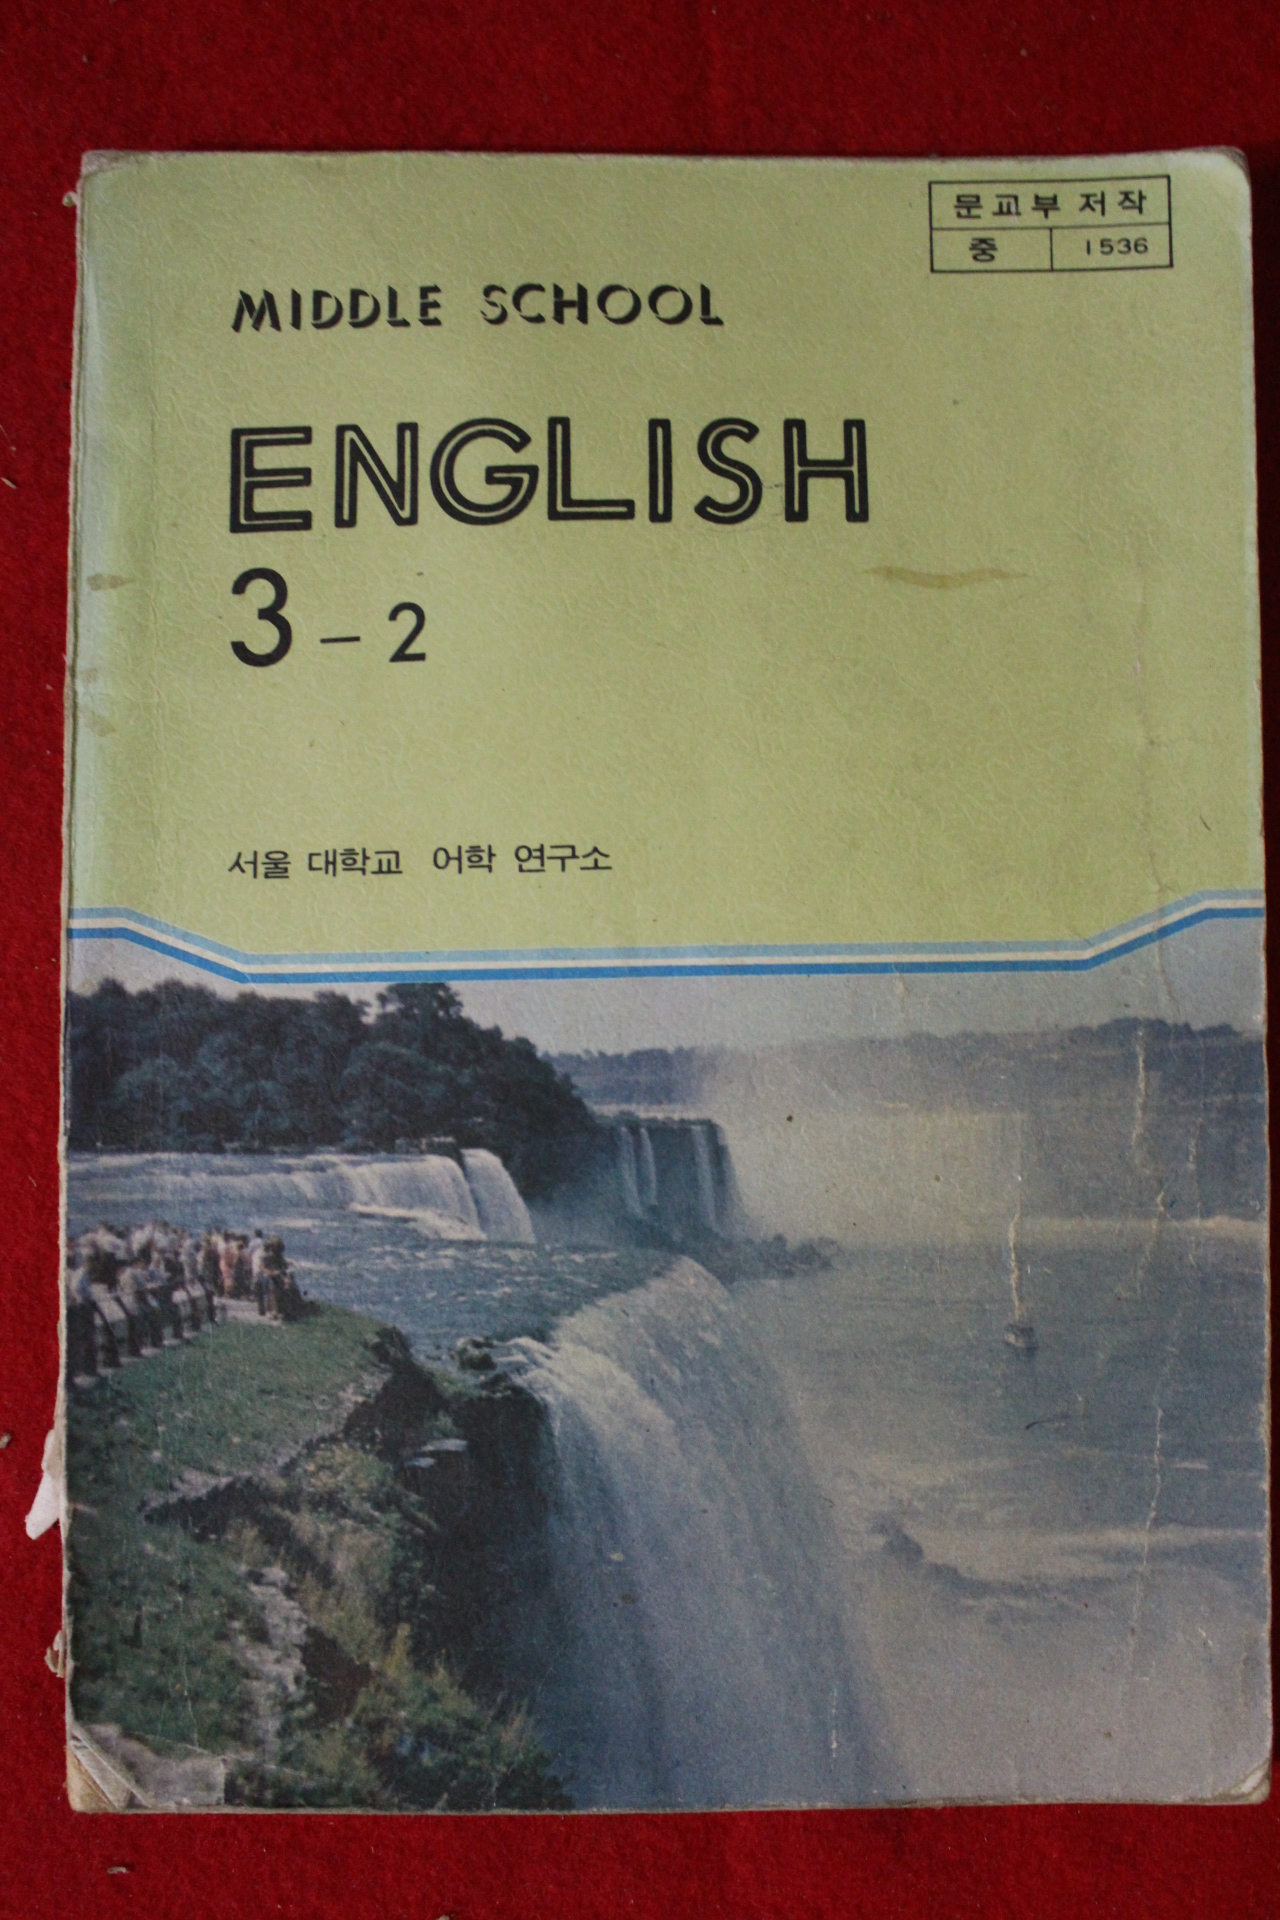 문교부 저작
중 1536
MIDDLE SCHOOL
ENGLISH
3-2
서울 대학교 어학 연구소